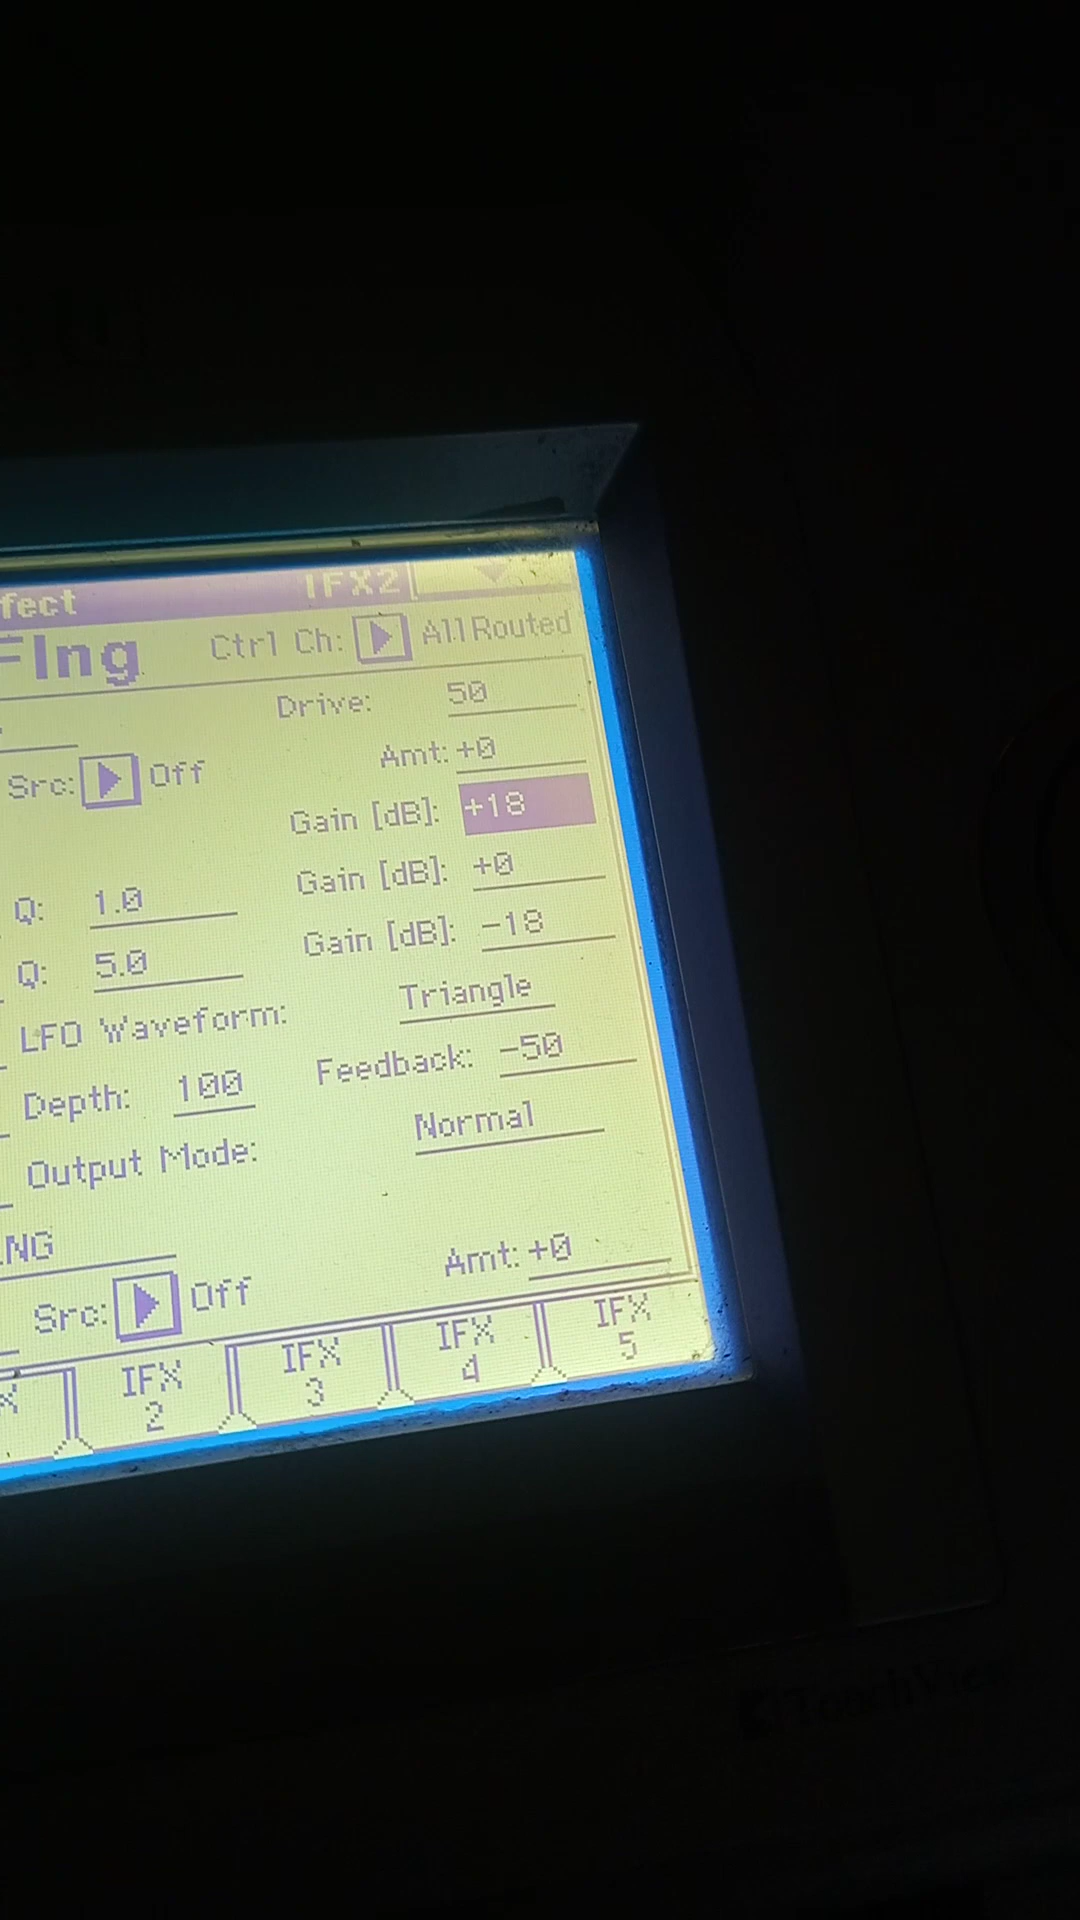 fect IFX2
Flng Ctrl Ch: All Routed
Drive: 50
Src: Off Amt: +0
Gain [dB]: +18
Q: 1.0 Gain [dB]: +0
Q: 5.0 Gain [dB]: -18
LFO Waveform: Triangle
Depth: 100 Feedback: -50
Output Mode: Normal
NG
Src: Off Amt: +0
X IFX 2 IFX 3 IFX 4 IFX 5
TouchView